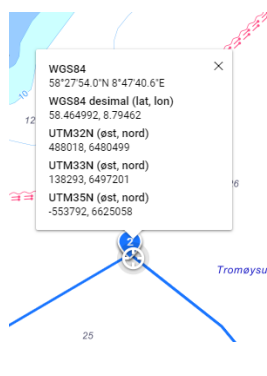 WGS84
58°27'54.0"N 8°47'40.6"E
WGS84 desimal (lat, lon)
58.464992, 8.79462
UTM32N (øst, nord)
488018, 6480499
UTM33N (øst, nord)
138293, 6497201
UTM35N (øst, nord)
-553792, 6625058
10
12
6
2
Tromøysu
25